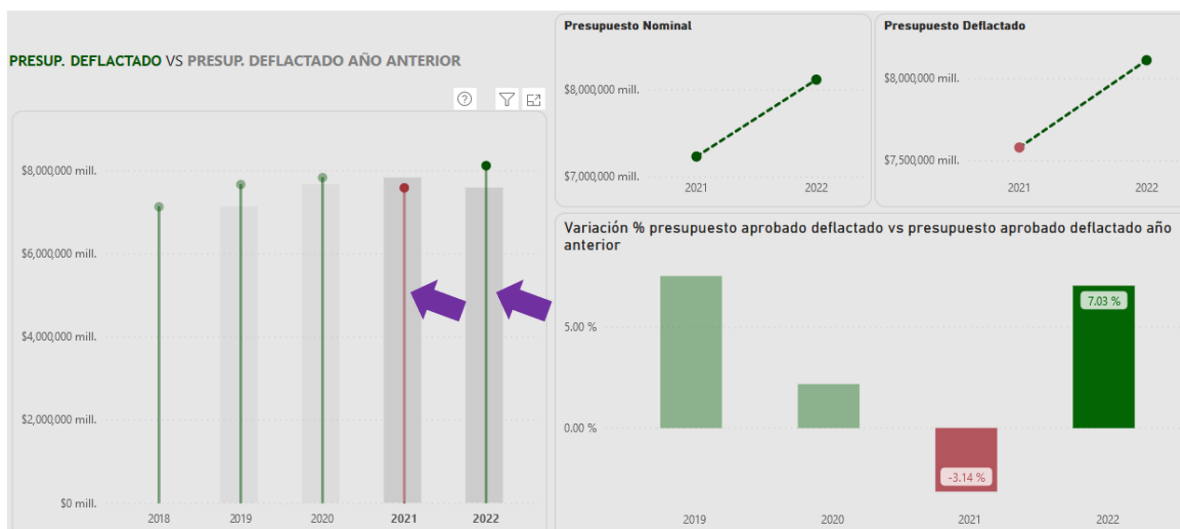 PRESUP. DEFLACTADO VS PRESUP. DEFLACTADO AÑO ANTERIOR
$8,000,000 mill.
$6,000,000 mill.
$4,000,000 mill.
$2,000,000 mill.
$0 mill.
2018 2019 2020 2021 2022
Presupuesto Nominal
$8,000,000 mill.
$7,000,000 mill.
2021 2022
Presupuesto Deflactado
$8,000,000 mill.
$7,500,000 mill.
2021 2022
Variación % presupuesto aprobado deflactado vs presupuesto aprobado deflactado año
anterior
5.00 %
0.00 %
7.03 %
-3.14 %
2019 2020 2021 2022